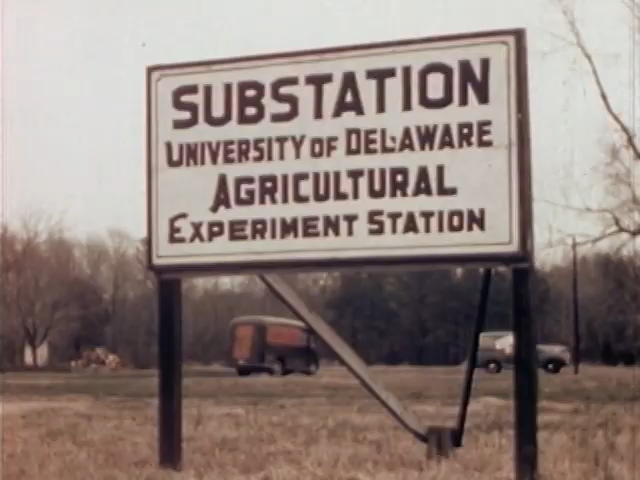 SUBSTATION
UNIVERSITY OF DELAWARE
AGRICULTURAL
EXPERIMENT STATION